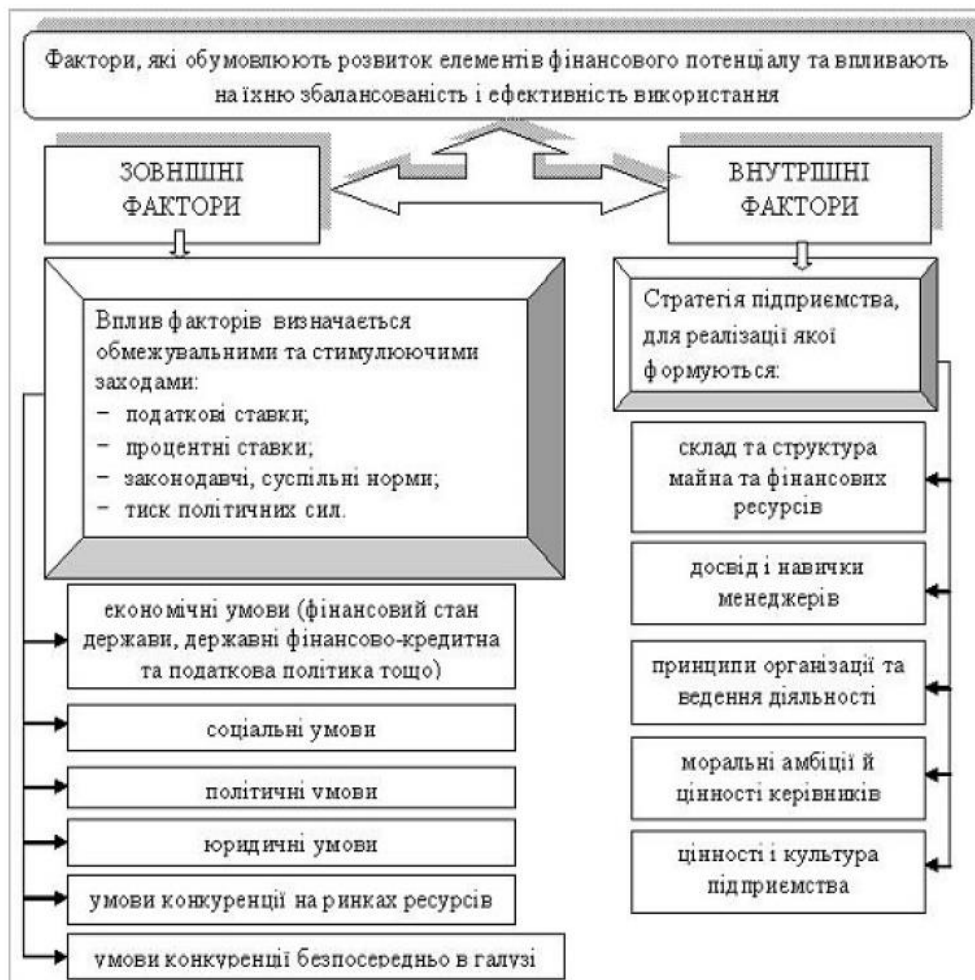 Фактори, які обумовлюють розвиток елементів фінансового потенціалу та впливають
на їхню збалансованість і ефективність використання
ЗОВНІШНІ
ФАКТОРИ
Вплив факторів визначається
обмежувальними та стимулюючими
заходами:
– податкові ставки;
– процентні ставки;
– законодавчі, суспільні норми;
– тиск політичних сил.
економічні умови (фінансовий стан
держави, державні фінансово-кредитна
та податкова політика тощо)
соціальні умови
політичні умови
юридичні умови
умови конкуренції на ринках ресурсів
умови конкуренції безпосередньо в галузі
ВНУТРІШНІ
ФАКТОРИ
Стратегія підприємства,
для реалізації якої
формуються:
склад та структура
майна та фінансових
ресурсів
досвід і навички
менеджерів
принципи організації та
ведення діяльності
моральні амбіції й
цінності керівників
цінності і культура
підприємства